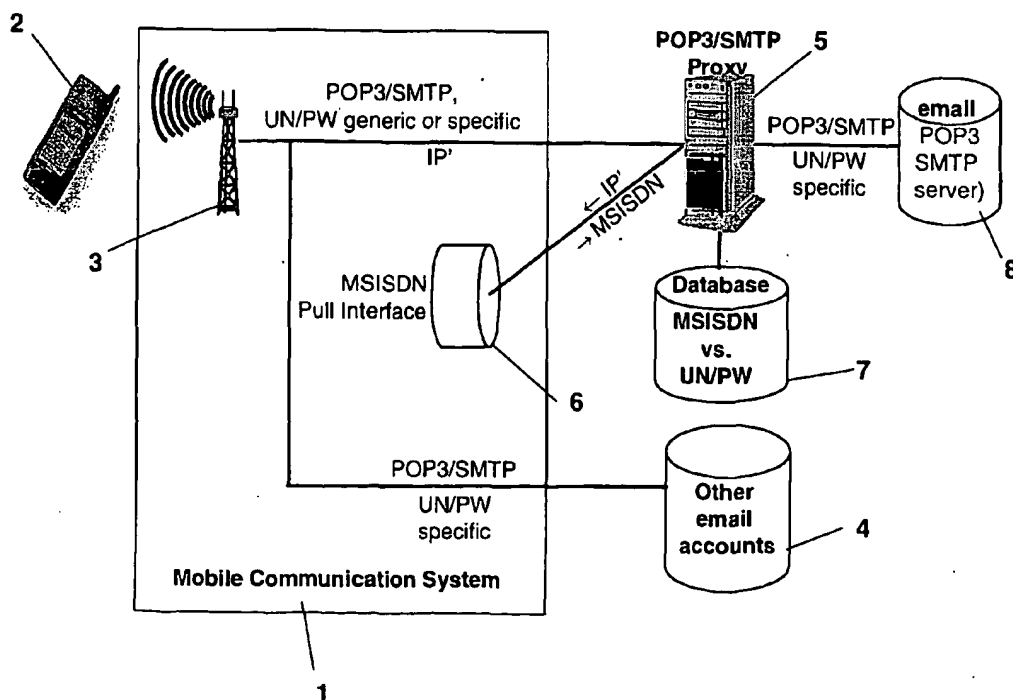 2
POP3/SMTP
Proxy
5
POP3/SMTP,
UN/PW generic or specific
IP'
POP3/SMTP
UN/PW
specific
email
POP3
SMTP
server)
8
3
← IP'
→ MSISDN
MSISDN
Pull Interface
6
Database
MSISDN
vs.
UN/PW
7
POP3/SMTP
UN/PW
specific
Other
email
accounts
4
Mobile Communication System
1